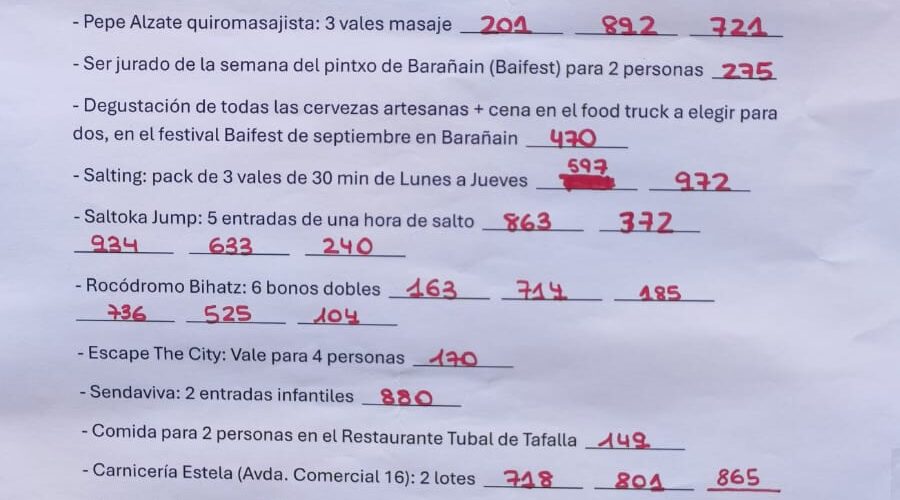 - Pepe Alzate quiromasajista: 3 vales masaje 201 892 721
- Ser jurado de la semana del pintxo de Barañain (Baifest) para 2 personas 275
- Degustación de todas las cervezas artesanas + cena en el food truck a elegir para
dos, en el festival Baifest de septiembre en Barañain 470
- Salting: pack de 3 vales de 30 min de Lunes a Jueves 597 972
- Saltoka Jump: 5 entradas de una hora de salto 863 372
934 633 240
- Rocódromo Bihatz: 6 bonos dobles 163 714 185
736 525 104
- Escape The City: Vale para 4 personas 170
- Sendaviva: 2 entradas infantiles 880
- Comida para 2 personas en el Restaurante Tubal de Tafalla 149
- Carnicería Estela (Avda. Comercial 16): 2 lotes 718 801 865